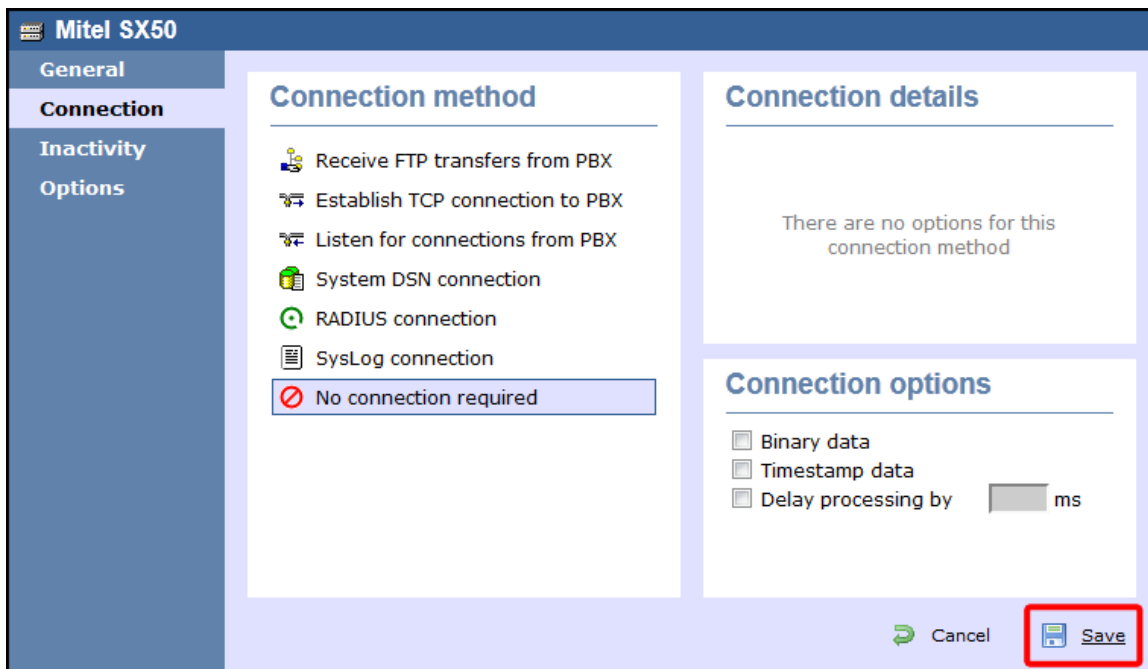 Mitel SX50
General
Connection
Inactivity
Options
Connection method
Receive FTP transfers from PBX
Establish TCP connection to PBX
Listen for connections from PBX
System DSN connection
RADIUS connection
SysLog connection
No connection required
Connection details
There are no options for this
connection method
Connection options
Binary data
Timestamp data
Delay processing by ms
Cancel
Save